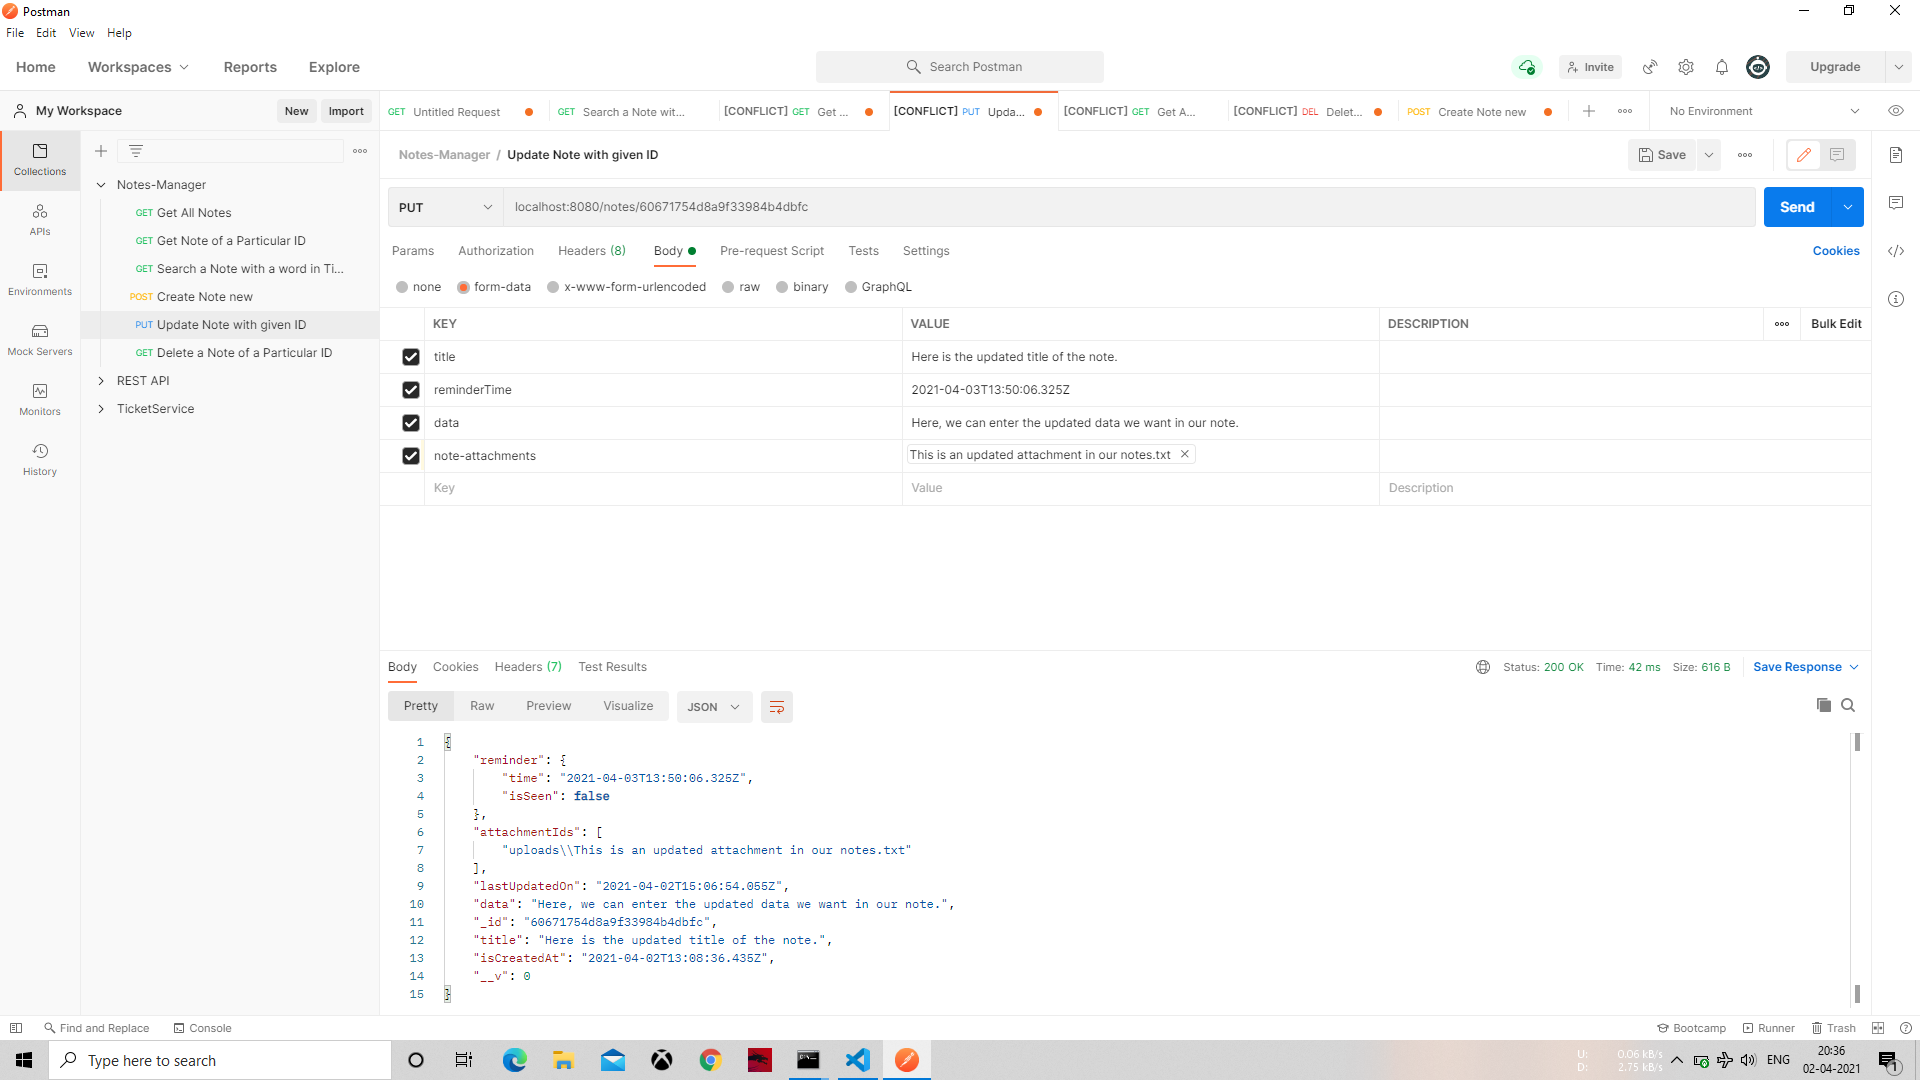 Postman
File Edit View Help
Home Workspaces Reports Explore Search Postman Invite Upgrade
My Workspace New Import
GET Untitled Request GET Search a Note wit... [CONFLICT] GET Get ... [CONFLICT] PUT Upda... [CONFLICT] GET Get A... [CONFLICT] DEL Delet... POST Create Note new No Environment
Collections
APIs
Environments
Mock Servers
Monitors
History
Notes-Manager
GET Get All Notes
GET Get Note of a Particular ID
GET Search a Note with a word in Ti...
POST Create Note new
PUT Update Note with given ID
GET Delete a Note of a Particular ID
REST API
TicketService
Notes-Manager / Update Note with given ID Save
PUT localhost:8080/notes/60671754d8a9f33984b4dbfc Send
Params Authorization Headers (8) Body Pre-request Script Tests Settings Cookies
none form-data x-www-form-urlencoded raw binary GraphQL
KEY VALUE DESCRIPTION Bulk Edit
title Here is the updated title of the note.
reminderTime 2021-04-03T13:50:06.325Z
data Here, we can enter the updated data we want in our note.
note-attachments This is an updated attachment in our notes.txt
Key Value Description
Body Cookies Headers (7) Test Results Status: 200 OK Time: 42 ms Size: 616 B Save Response
Pretty Raw Preview Visualize JSON
1 {
2 "reminder": {
3 "time": "2021-04-03T13:50:06.325Z",
4 "isSeen": false
5 },
6 "attachmentIds": [
7 "uploads\\This is an updated attachment in our notes.txt"
8 ],
9 "lastUpdatedOn": "2021-04-02T15:06:54.055Z",
10 "data": "Here, we can enter the updated data we want in our note.",
11 "_id": "60671754d8a9f33984b4dbfc",
12 "title": "Here is the updated title of the note.",
13 "isCreatedAt": "2021-04-02T13:08:36.435Z",
14 "__v": 0
15 }
Find and Replace Console Bootcamp Runner Trash
Type here to search
U: 0.06 kB/s
D: 2.75 kB/s
ENG
20:36
02-04-2021
1